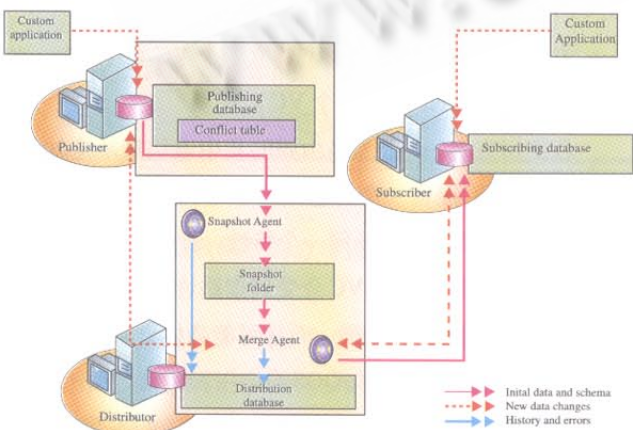 Custom
application
Custom
Application
Publishing
database
Conflict table
Publisher
Subscribing database
Subscriber
Snapshot Agent
Snapshot
folder
Merge Agent
Distribution
database
Distributor
Inital data and schema
New data changes
History and errors